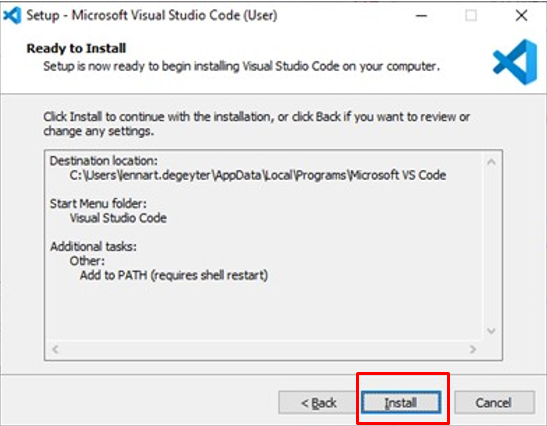 Setup - Microsoft Visual Studio Code (User)
Ready to Install
Setup is now ready to begin installing Visual Studio Code on your computer.
Click Install to continue with the installation, or click Back if you want to review or
change any settings.
Destination location:
C:\Users\lennart.degeyter\AppData\Local\Programs\Microsoft VS Code
Start Menu folder:
Visual Studio Code
Additional tasks:
Other:
Add to PATH (requires shell restart)
< Back
Install
Cancel